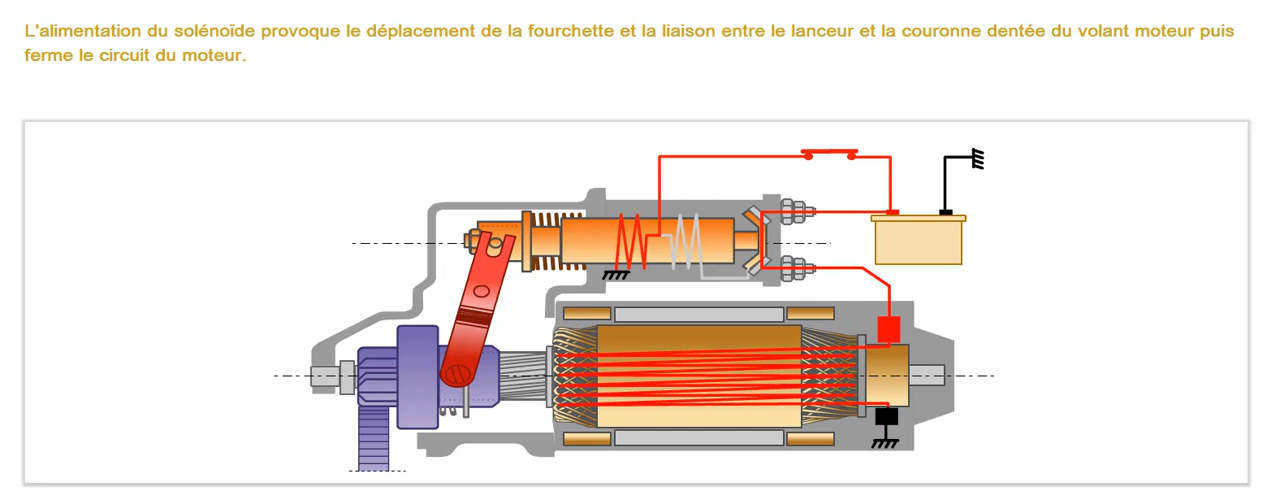 L'alimentation du solénoïde provoque le déplacement de la fourchette et la liaison entre le lanceur et la couronne dentée du volant moteur puis
ferme le circuit du moteur.